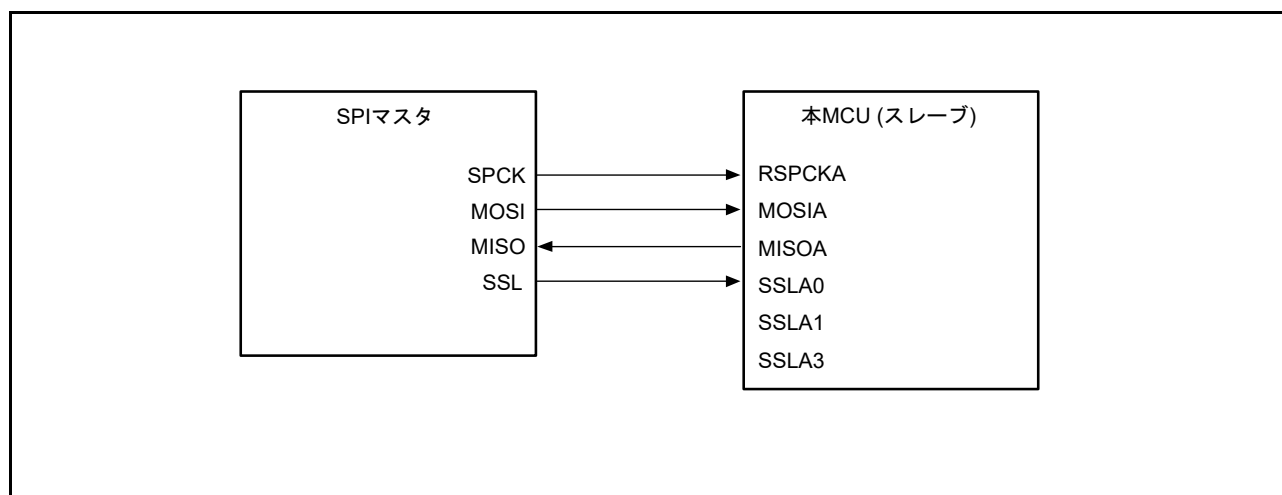 SPIマスタ
SPCK
MOSI
MISO
SSL
本MCU (スレーブ)
RSPCKA
MOSIA
MISOA
SSLA0
SSLA1
SSLA3